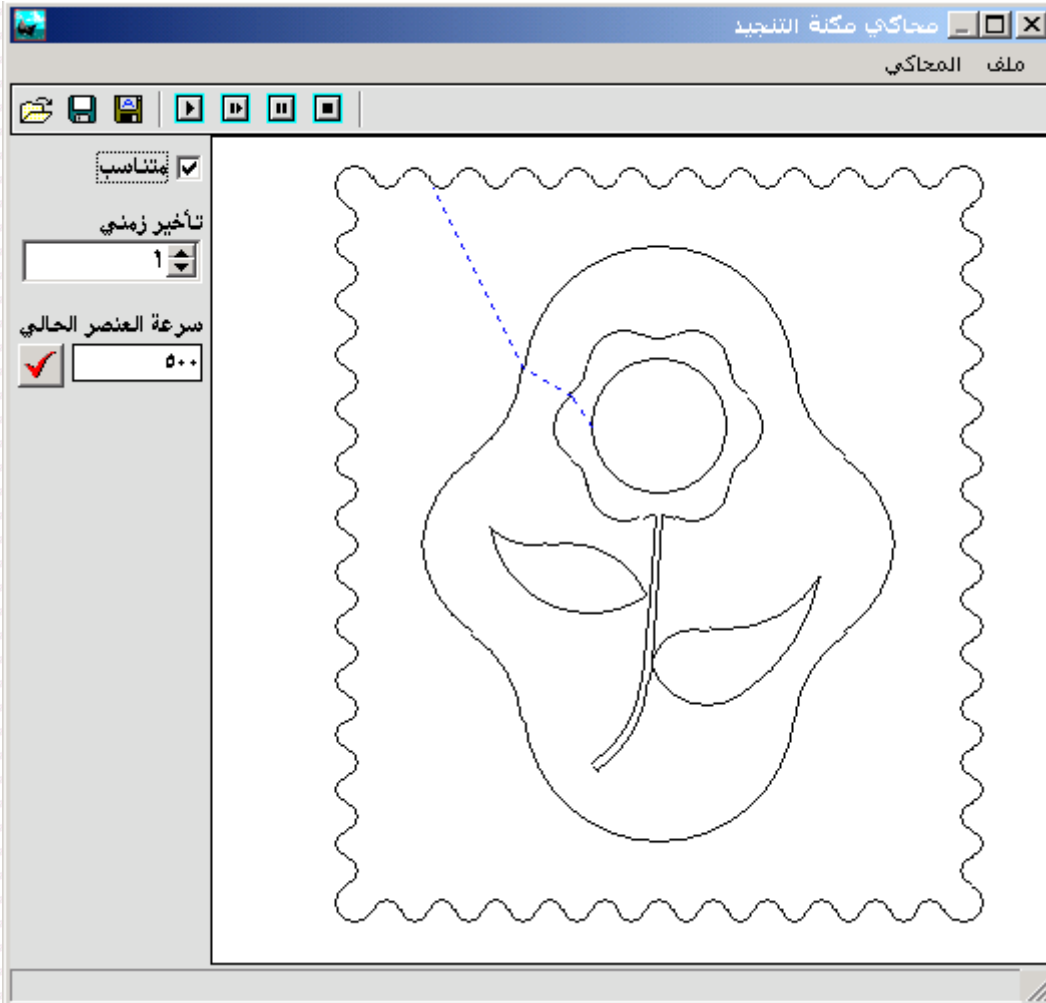 محاكي مكنة التنجيد
ملف المحاكي
متناسب
تأخير زمني
١
سرعة العنصر الحالي
٥٠٠